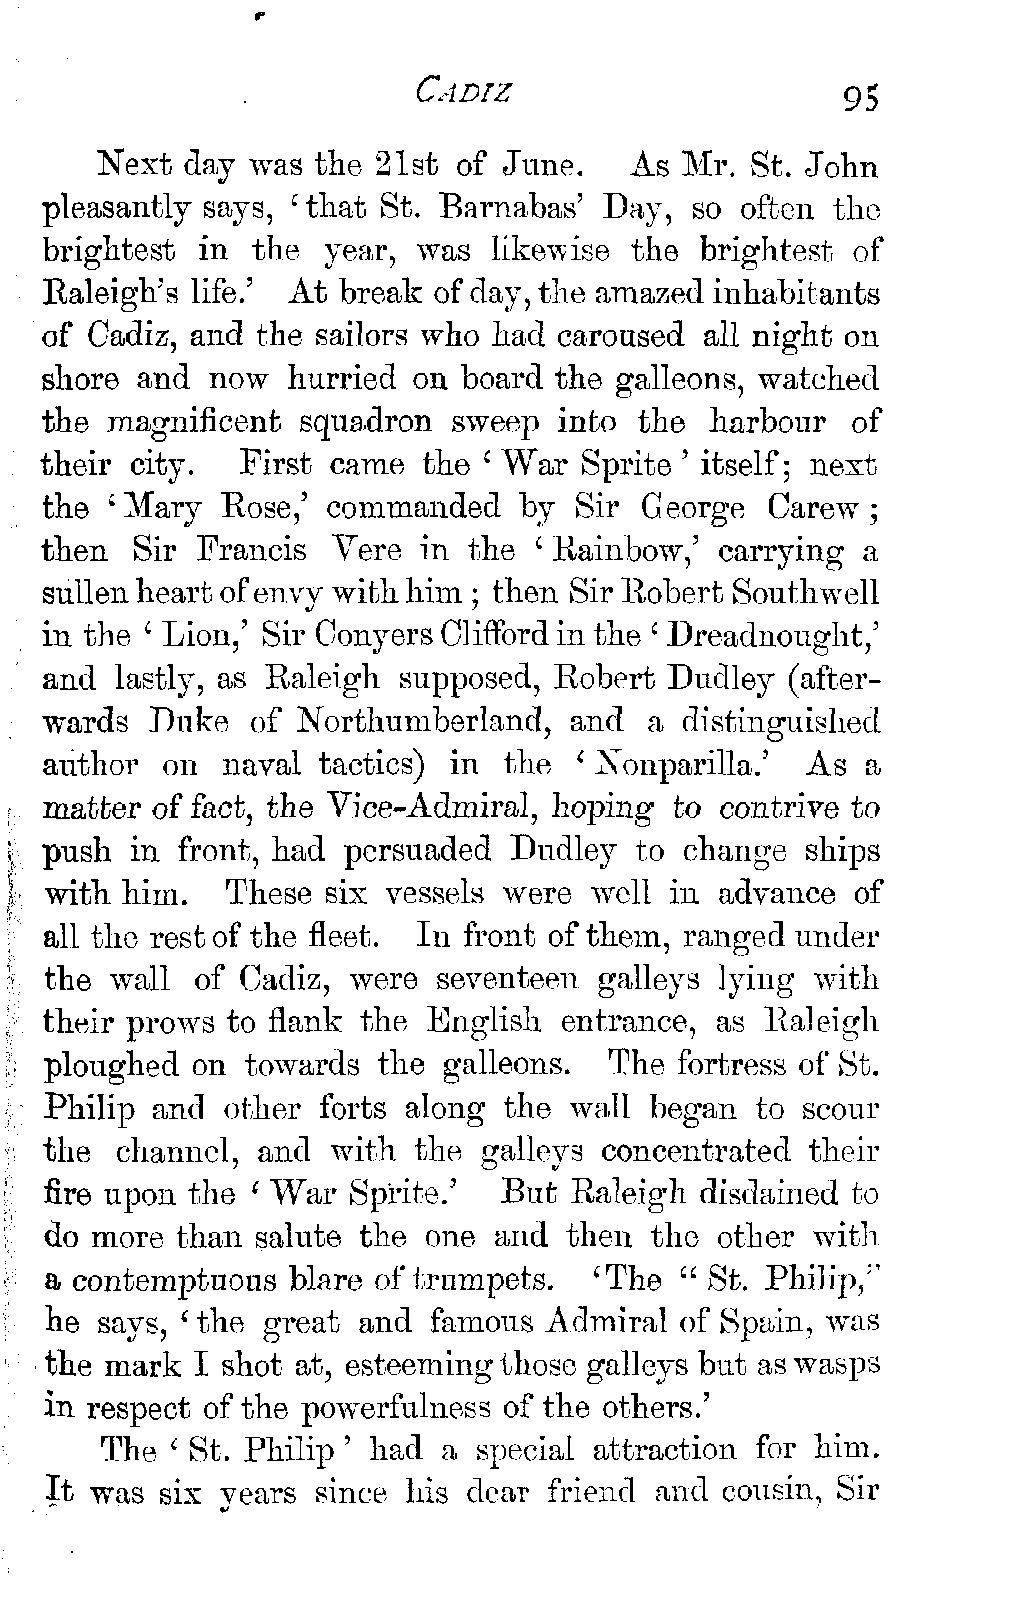 CADIZ 95
Next day was the 21st of June. As Mr. St. John
pleasantly says, ‘that St. Barnabas’ Day, so often the
brightest in the year, was likewise the brightest of
Raleigh’s life.’ At break of day, the amazed inhabitants
of Cadiz, and the sailors who had caroused all night on
shore and now hurried on board the galleons, watched
the magnificent squadron sweep into the harbour of
their city. First came the ‘War Sprite’ itself; next
the ‘Mary Rose,’ commanded by Sir George Carew;
then Sir Francis Vere in the ‘Rainbow,’ carrying a
sullen heart of envy with him; then Sir Robert Southwell
in the ‘Lion,’ Sir Conyers Clifford in the ‘Dreadnought,’
and lastly, as Raleigh supposed, Robert Dudley (after-
wards Duke of Northumberland, and a distinguished
author on naval tactics) in the ‘Nonparilla.’ As a
matter of fact, the Vice-Admiral, hoping to contrive to
push in front, had persuaded Dudley to change ships
with him. These six vessels were well in advance of
all the rest of the fleet. In front of them, ranged under
the wall of Cadiz, were seventeen galleys lying with
their prows to flank the English entrance, as Raleigh
ploughed on towards the galleons. The fortress of St.
Philip and other forts along the wall began to scour
the channel, and with the galleys concentrated their
fire upon the ‘War Sprite.’ But Raleigh disdained to
do more than salute the one and then the other with
a contemptuous blare of trumpets. ‘The “St. Philip,”
he says, ‘the great and famous Admiral of Spain, was
the mark I shot at, esteeming those galleys but as wasps
in respect of the powerfulness of the others.’
The ‘St. Philip’ had a special attraction for him.
It was six years since his dear friend and cousin, Sir